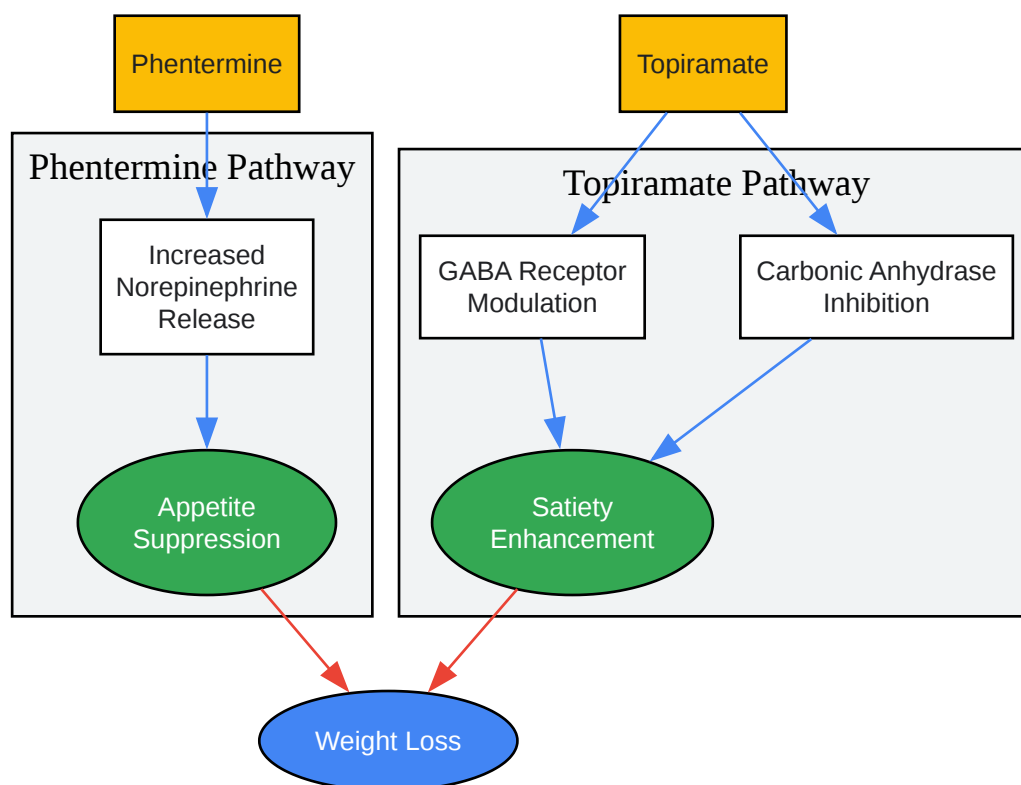 Phentermine
Topiramate
Phentermine Pathway
Topiramate Pathway
Increased
Norepinephrine
Release
GABA Receptor
Modulation
Carbonic Anhydrase
Inhibition
Appetite
Suppression
Satiety
Enhancement
Weight Loss